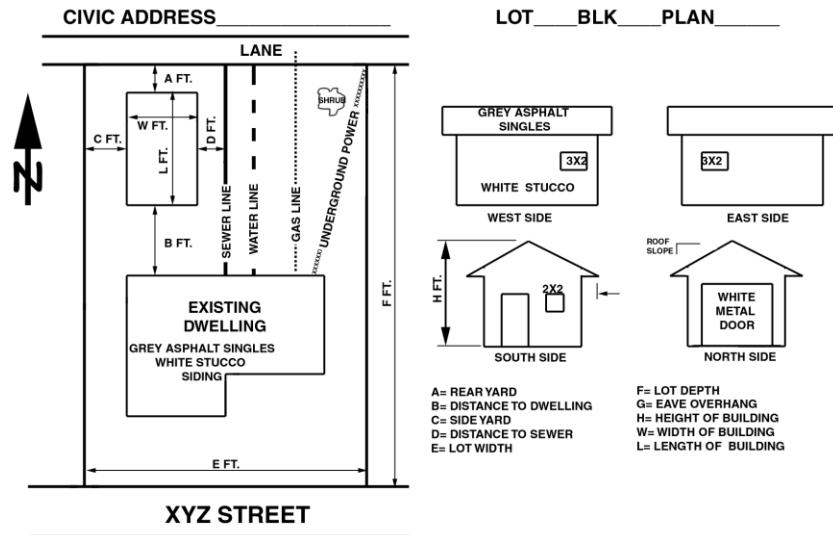 CIVIC ADDRESS_________________
LOT____BLK____PLAN______
LANE
A FT.
W FT.
C FT.
L FT.
D FT.
B FT.
SHRUB
SEWER LINE
WATER LINE
GAS LINE
xxxxxxxxxx UNDERGROUND POWER xxxxxxx
F FT.
N
EXISTING
DWELLING
GREY ASPHALT SINGLES
WHITE STUCCO
SIDING
E FT.
XYZ STREET
GREY ASPHALT
SINGLES
3X2
WHITE STUCCO
WEST SIDE
3X2
EAST SIDE
H FT.
2X2
SOUTH SIDE
ROOF
SLOPE
WHITE
METAL
DOOR
NORTH SIDE
A= REAR YARD
B= DISTANCE TO DWELLING
C= SIDE YARD
D= DISTANCE TO SEWER
E= LOT WIDTH
F= LOT DEPTH
G= EAVE OVERHANG
H= HEIGHT OF BUILDING
W= WIDTH OF BUILDING
L= LENGTH OF BUILDING